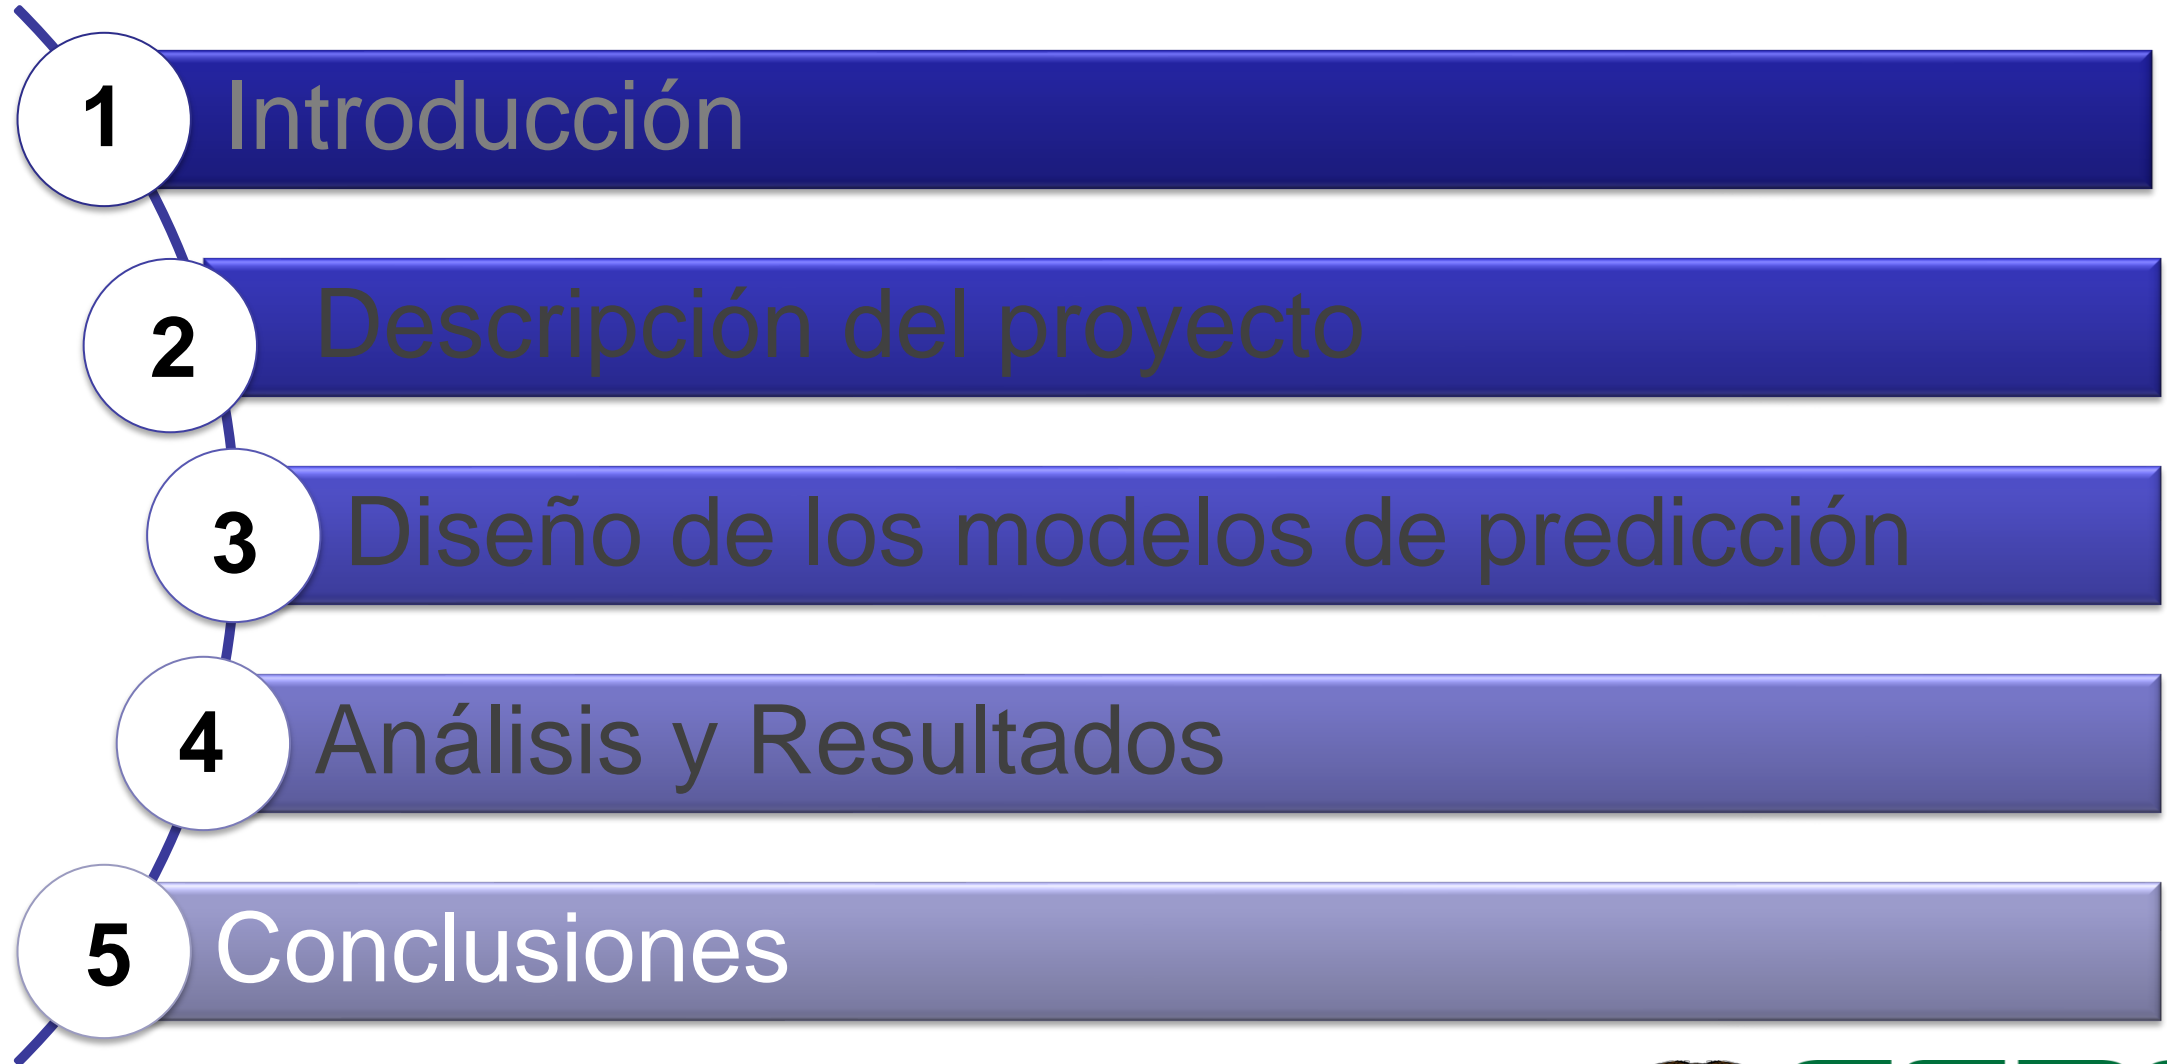 1 Introducción
2 Descripción del proyecto
3 Diseño de los modelos de predicción
4 Análisis y Resultados
5 Conclusiones